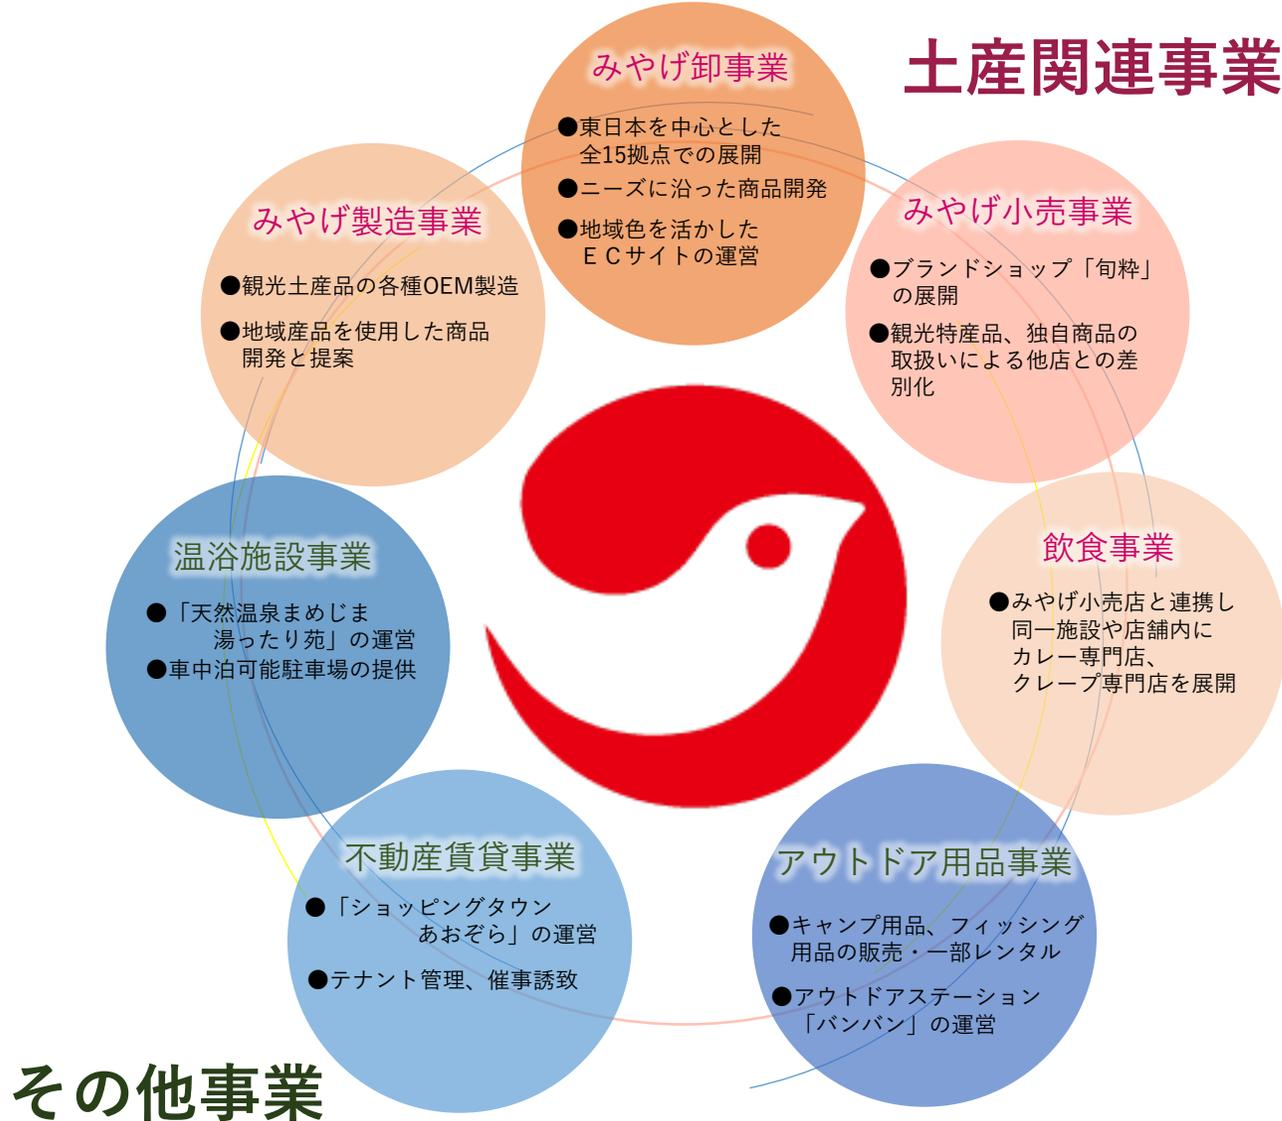 土産関連事業
みやげ卸事業
●東日本を中心とした
全15拠点での展開
●ニーズに沿った商品開発
●地域色を活かした
ＥＣサイトの運営
みやげ製造事業
●観光土産品の各種OEM製造
●地域産品を使用した商品
開発と提案
みやげ小売事業
●ブランドショップ「旬粋」
の展開
●観光特産品、独自商品の
取扱いによる他店との差
別化
温浴施設事業
●「天然温泉まめじま
湯ったり苑」の運営
●車中泊可能駐車場の提供
飲食事業
●みやげ小売店と連携し
同一施設や店舗内に
カレー専門店、
クレープ専門店を展開
不動産賃貸事業
●「ショッピングタウン
あおぞら」の運営
●テナント管理、催事誘致
アウトドア用品事業
●キャンプ用品、フィッシング
用品の販売・一部レンタル
●アウトドアステーション
「バンバン」の運営
その他事業